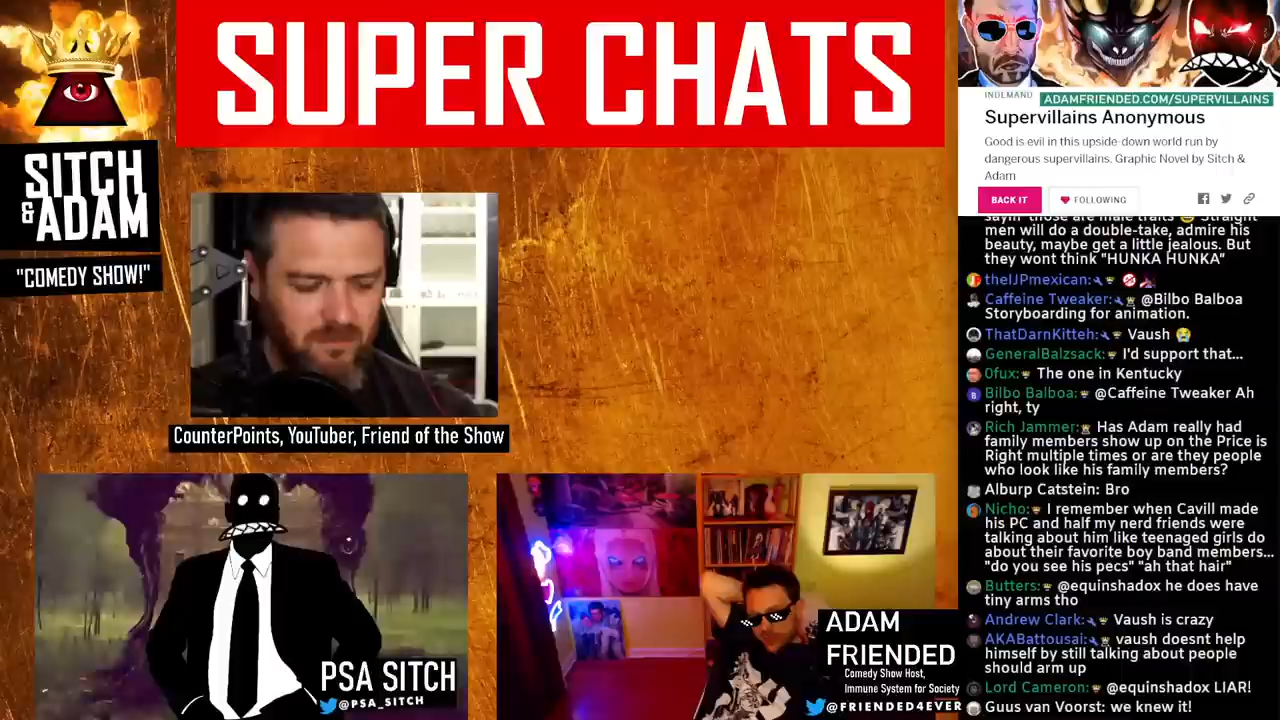 SUPER CHATS
SITCH
& ADAM
"COMEDY SHOW!"
CounterPoints, YouTuber, Friend of the Show
PSA SITCH
@PSA_SITCH
ADAM
FRIENDED
Comedy Show Host,
Immune System for Society
@FRIENDED4EVER
INDEMAND
ADAMFRIENDED.COM/SUPERVILLAINS
Supervillains Anonymous
Good is evil in this upside-down world run by
dangerous supervillains. Graphic Novel by Sitch &
Adam
BACK IT
FOLLOWING
sayin' those are male traits Straight
men will do a double-take, admire his
beauty, maybe get a little jealous. But
they wont think "HUNKA HUNKA"
theIJPmexican:
Caffeine Tweaker: @Bilbo Balboa
Storyboarding for animation.
ThatDarnKitteh: Vaush 😭
GeneralBalzsack: I'd support that...
0fux: The one in Kentucky
Bilbo Balboa: @Caffeine Tweaker Ah
right, ty
Rich Jammer: Has Adam really had
family members show up on the Price is
Right multiple times or are they people
who look like his family members?
Alburp Catstein: Bro
Nicho: I remember when Cavill made
his PC and half my nerd friends were
talking about him like teenaged girls do
about their favorite boy band members...
"do you see his pecs" "ah that hair"
Butters: @equinshadox he does have
tiny arms tho
Andrew Clark: Vaush is crazy
AKABattousai: vaush doesnt help
himself by still talking about people
should arm up
Lord Cameron: @equinshadox LIAR!
Guus van Voorst: we knew it!